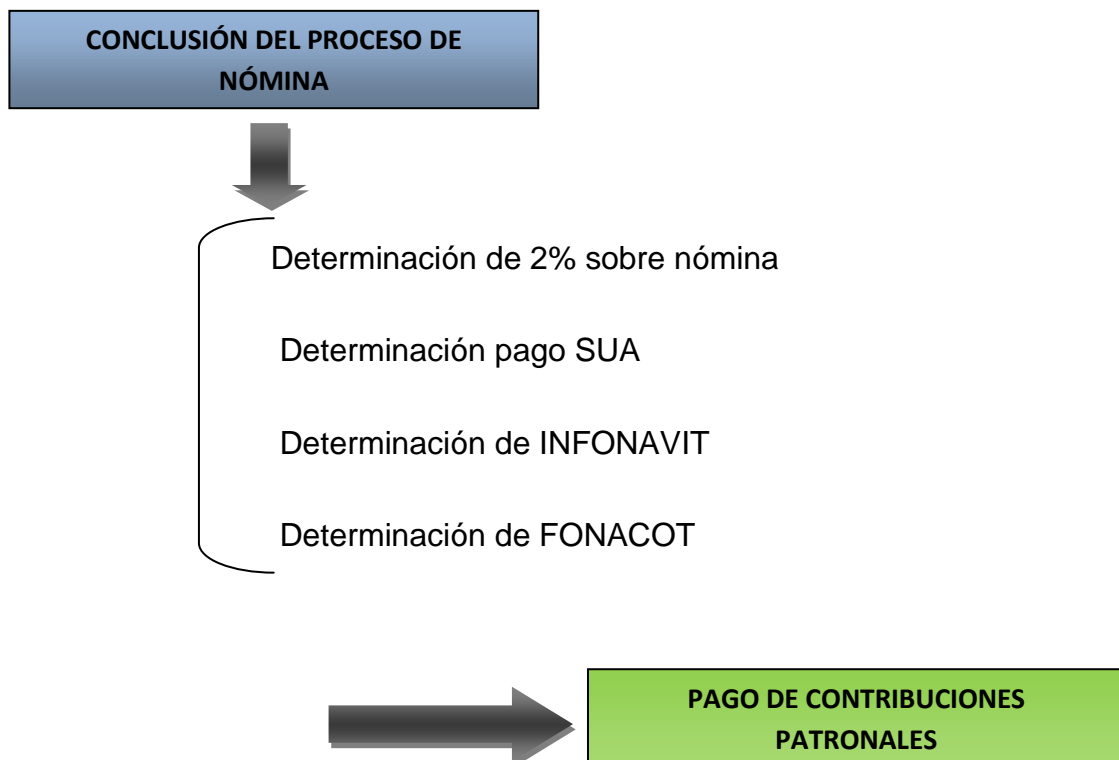 CONCLUSIÓN DEL PROCESO DE
NÓMINA
Determinación de 2% sobre nómina
Determinación pago SUA
Determinación de INFONAVIT
Determinación de FONACOT
PAGO DE CONTRIBUCIONES
PATRONALES